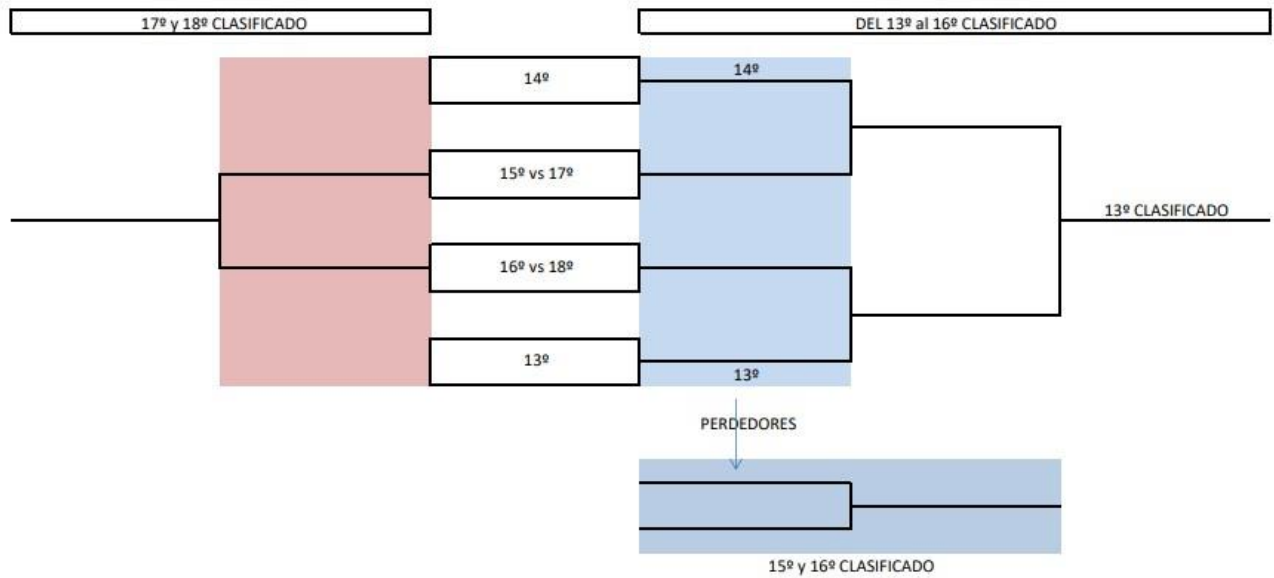 17º y 18º CLASIFICADO
DEL 13º al 16º CLASIFICADO
14º
14º
15º vs 17º
13º CLASIFICADO
16º vs 18º
13º
13º
PERDEDORES
15º y 16º CLASIFICADO